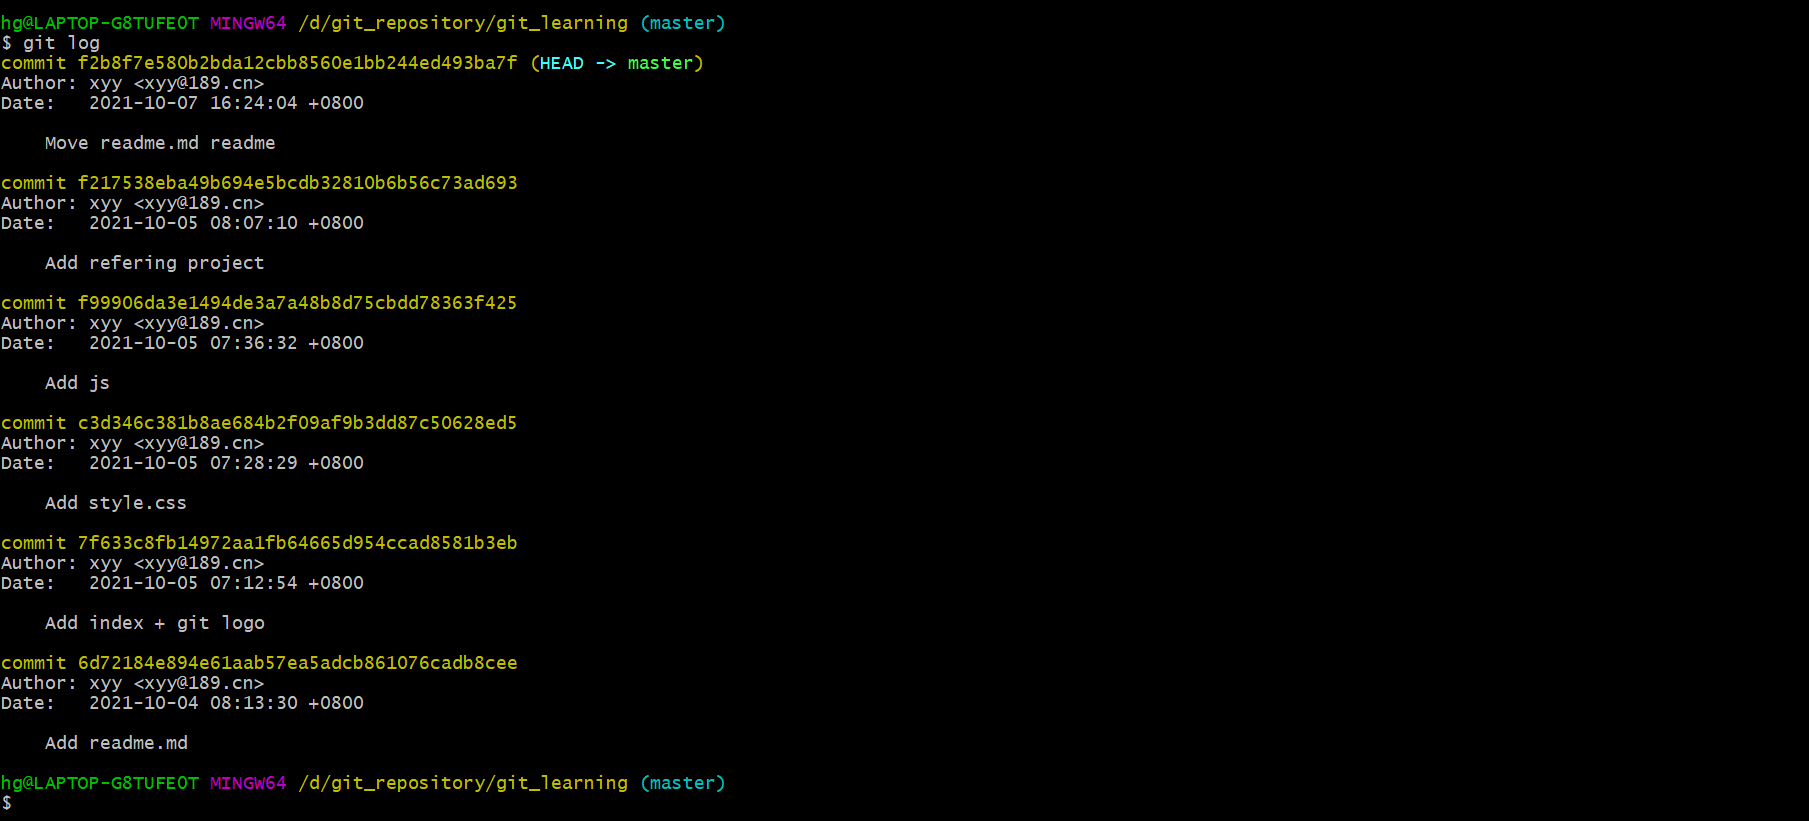 hg@LAPTOP-G8TUFE0T MINGW64 /d/git_repository/git_learning (master)
$ git log
commit f2b8f7e580b2bda12cbb8560e1bb244ed493ba7f (HEAD -> master)
Author: xyy <xyy@189.cn>
Date:   2021-10-07 16:24:04 +0800

    Move readme.md readme

commit f217538eba49b694e5bcdb32810b6b56c73ad693
Author: xyy <xyy@189.cn>
Date:   2021-10-05 08:07:10 +0800

    Add refering project

commit f99906da3e1494de3a7a48b8d75cbdd78363f425
Author: xyy <xyy@189.cn>
Date:   2021-10-05 07:36:32 +0800

    Add js

commit c3d346c381b8ae684b2f09af9b3dd87c50628ed5
Author: xyy <xyy@189.cn>
Date:   2021-10-05 07:28:29 +0800

    Add style.css

commit 7f633c8fb14972aa1fb64665d954ccad8581b3eb
Author: xyy <xyy@189.cn>
Date:   2021-10-05 07:12:54 +0800

    Add index + git logo

commit 6d72184e894e61aab57ea5adcb861076cadb8cee
Author: xyy <xyy@189.cn>
Date:   2021-10-04 08:13:30 +0800

    Add readme.md

hg@LAPTOP-G8TUFE0T MINGW64 /d/git_repository/git_learning (master)
$